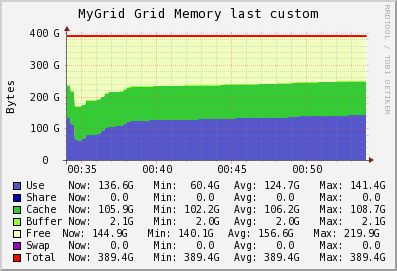 MyGrid Grid Memory last custom
RRDTOOL / TOBI OETIKER
Bytes
400 G
300 G
200 G
100 G
0
00:35 00:40 00:45 00:50
Use Now: 136.6G Min: 60.4G Avg: 124.7G Max: 141.4G
Share Now: 0.0 Min: 0.0 Avg: 0.0 Max: 0.0
Cache Now: 105.9G Min: 102.2G Avg: 106.2G Max: 108.7G
Buffer Now: 2.1G Min: 2.0G Avg: 2.0G Max: 2.1G
Free Now: 144.9G Min: 140.1G Avg: 156.6G Max: 219.9G
Swap Now: 0.0 Min: 0.0 Avg: 0.0 Max: 0.0
Total Now: 389.4G Min: 389.4G Avg: 389.4G Max: 389.4G